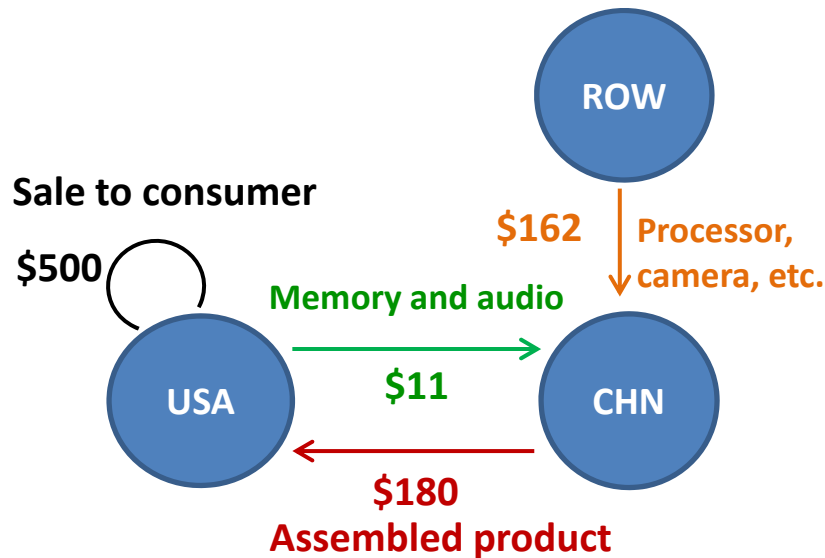 ROW
Sale to consumer
$500
$162
Processor,
camera, etc.
Memory and audio
$11
USA
CHN
$180
Assembled product